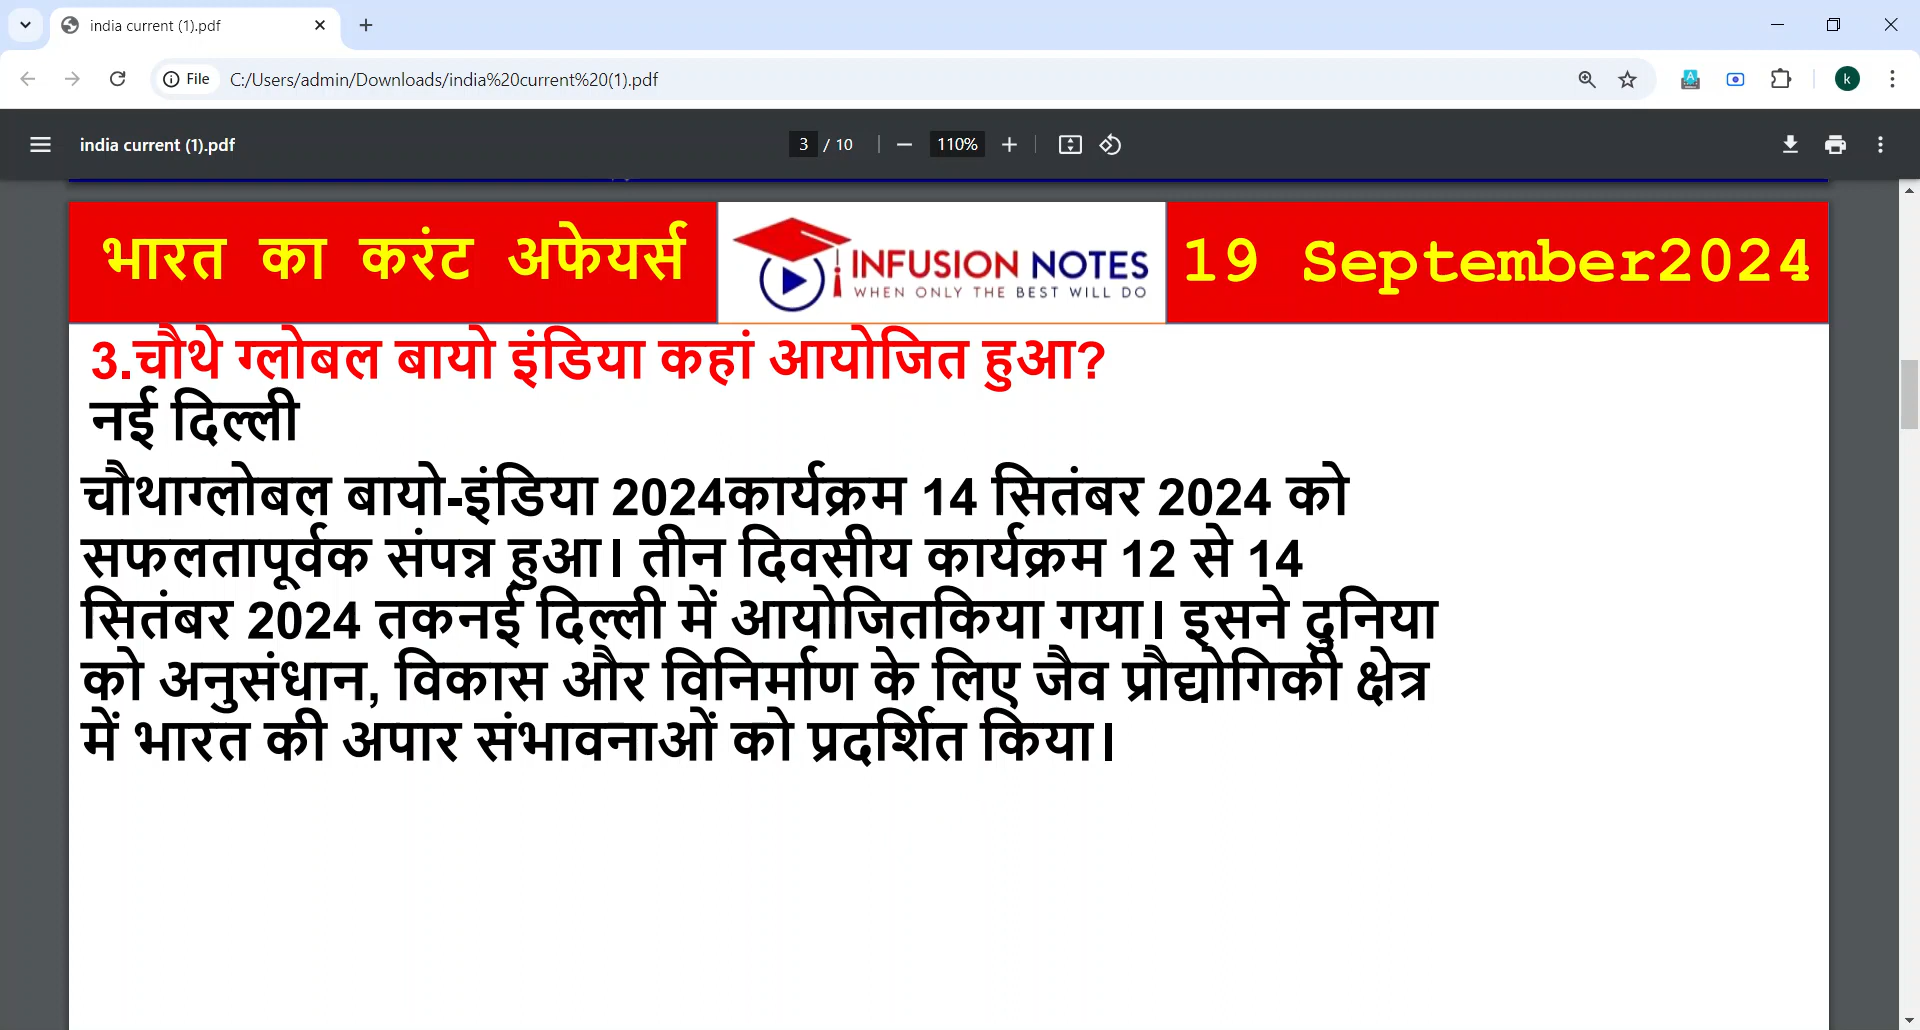 india current (1).pdf
File C:/Users/admin/Downloads/india%20current%20(1).pdf
k
india current (1).pdf
3 / 10
110%
भारत का करंट अफेयर्स
INFUSION NOTES
WHEN ONLY THE BEST WILL DO
19 September2024
3.चौथे ग्लोबल बायो इंडिया कहां आयोजित हुआ?
नई दिल्ली
चौथाग्लोबल बायो-इंडिया 2024कार्यक्रम 14 सितंबर 2024 को
सफलतापूर्वक संपन्न हुआ। तीन दिवसीय कार्यक्रम 12 से 14
सितंबर 2024 तकनई दिल्ली में आयोजितकिया गया। इसने दुनिया
को अनुसंधान, विकास और विनिर्माण के लिए जैव प्रौद्योगिकी क्षेत्र
में भारत की अपार संभावनाओं को प्रदर्शित किया।